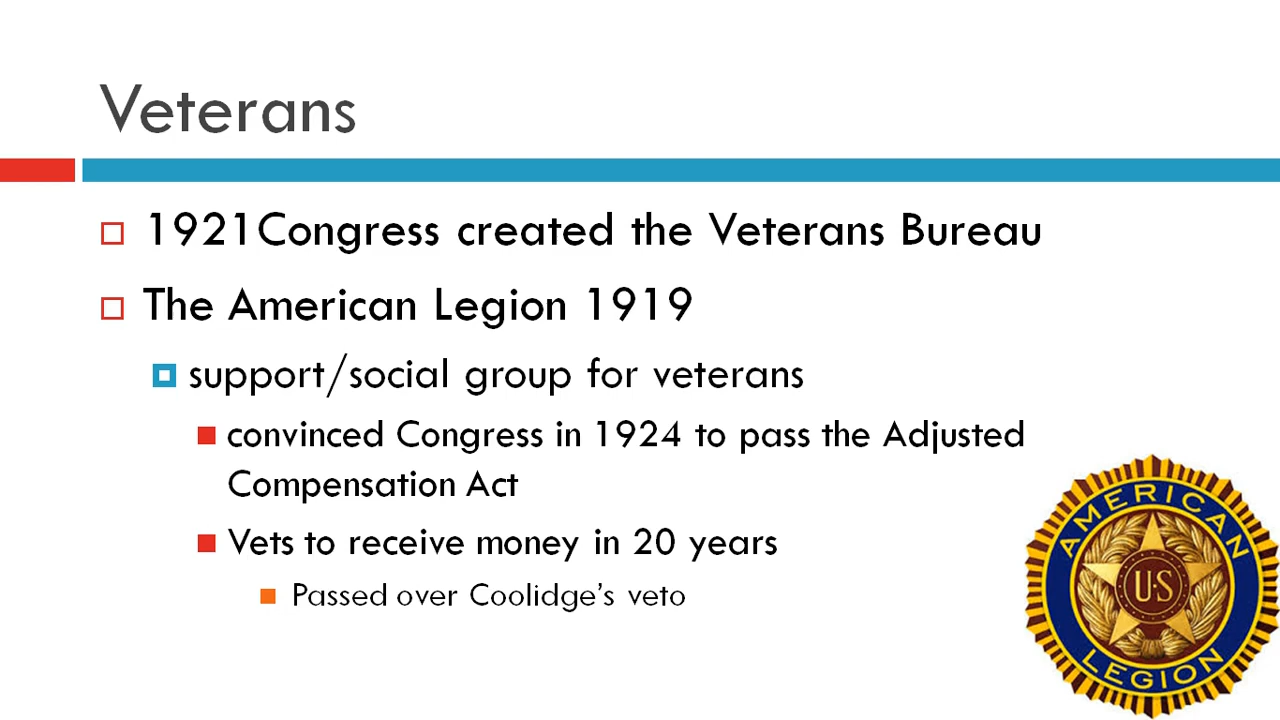 Veterans
1921Congress created the Veterans Bureau
The American Legion 1919
support/social group for veterans
convinced Congress in 1924 to pass the Adjusted
Compensation Act
Vets to receive money in 20 years
Passed over Coolidge's veto
AMERICAN
U·S
LEGION